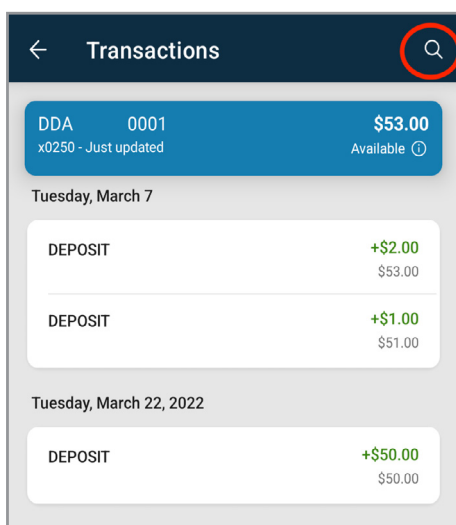 Transactions
DDA 0001 $53.00
x0250 - Just updated Available
Tuesday, March 7
DEPOSIT +$2.00
$53.00
DEPOSIT +$1.00
$51.00
Tuesday, March 22, 2022
DEPOSIT +$50.00
$50.00